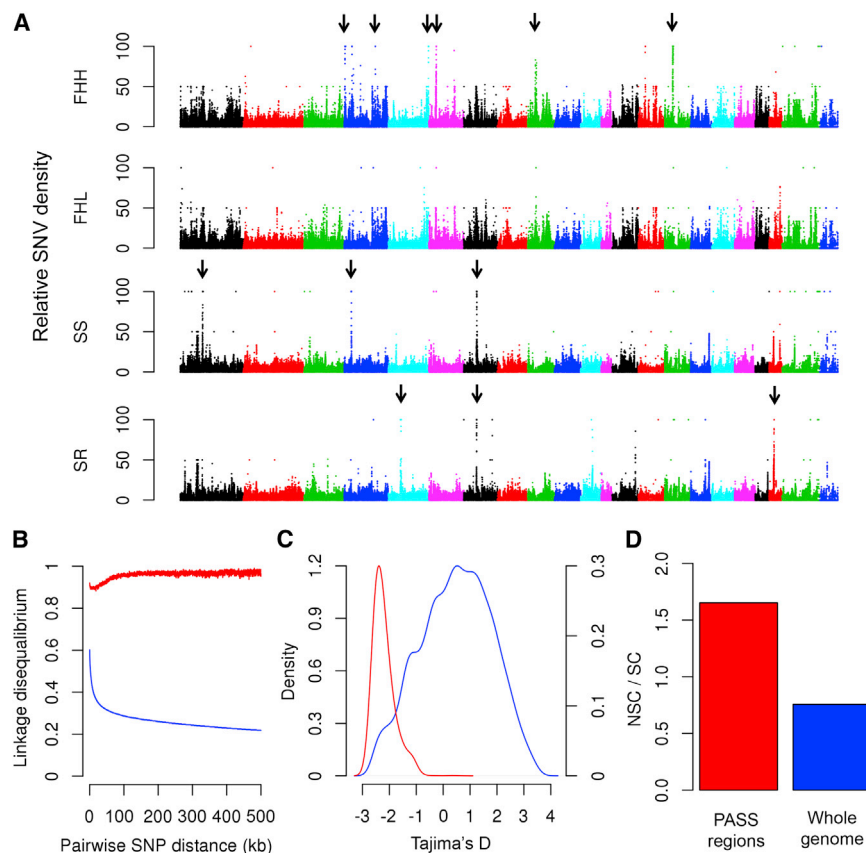 A
Relative SNV density
FHH
100
50
0
FHL
100
50
0
SS
100
50
0
SR
100
50
0
B
Linkage disequilibrium
1
0.8
0.6
0.4
0.2
0
0 100 200 300 400 500
Pairwise SNP distance (kb)
C
Density
1.2
0.9
0.6
0.3
0
0.3
0.2
0.1
0
-3 -2 -1 0 1 2 3 4
Tajima's D
D
NSC / SC
2.0
1.5
1.0
0.5
0.0
PASS
regions
Whole
genome